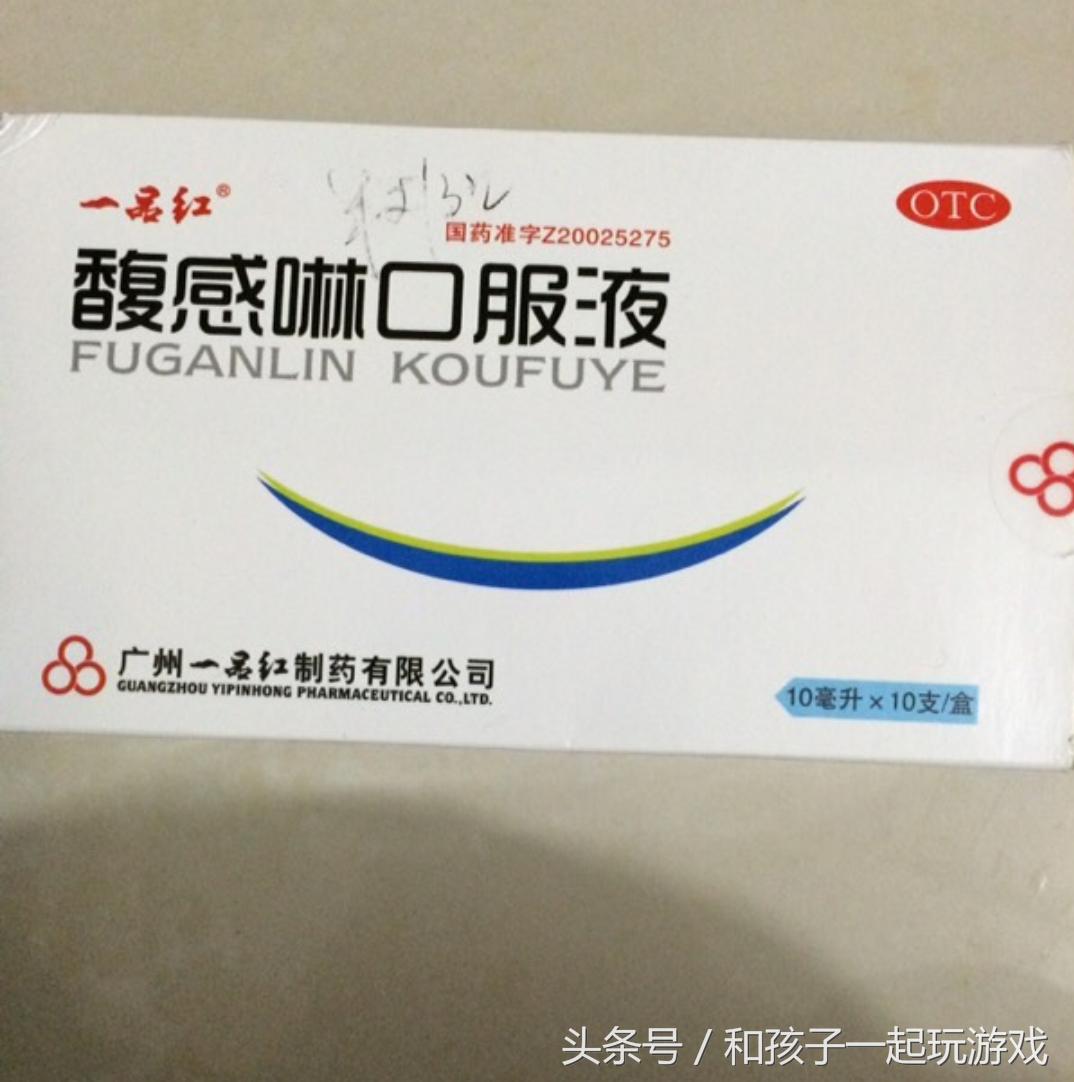 一品红®
国药准字Z20025275
OTC
馥感啉口服液
FUGANLIN KOUFUYE
广州一品红制药有限公司
GUANGZHOU YIPINHONG PHARMACEUTICAL CO.,LTD.
10毫升×10支/盒
头条号 / 和孩子一起玩游戏